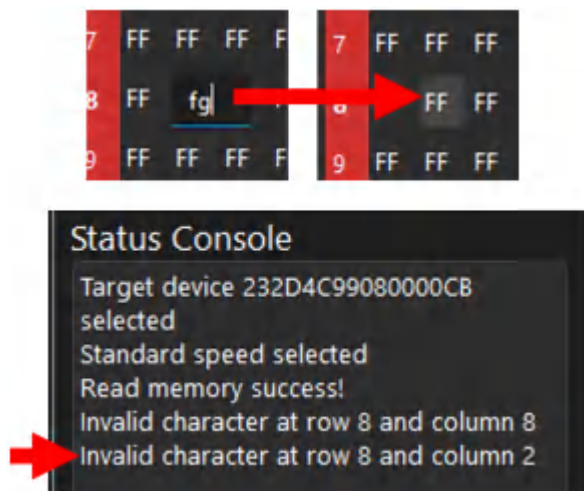 7 FF FF FF F
8 FF fg
9 FF FF FF F
7 FF FF FF
FF FF
9 FF FF FF
Status Console
Target device 232D4C99080000CB
selected
Standard speed selected
Read memory success!
Invalid character at row 8 and column 8
Invalid character at row 8 and column 2